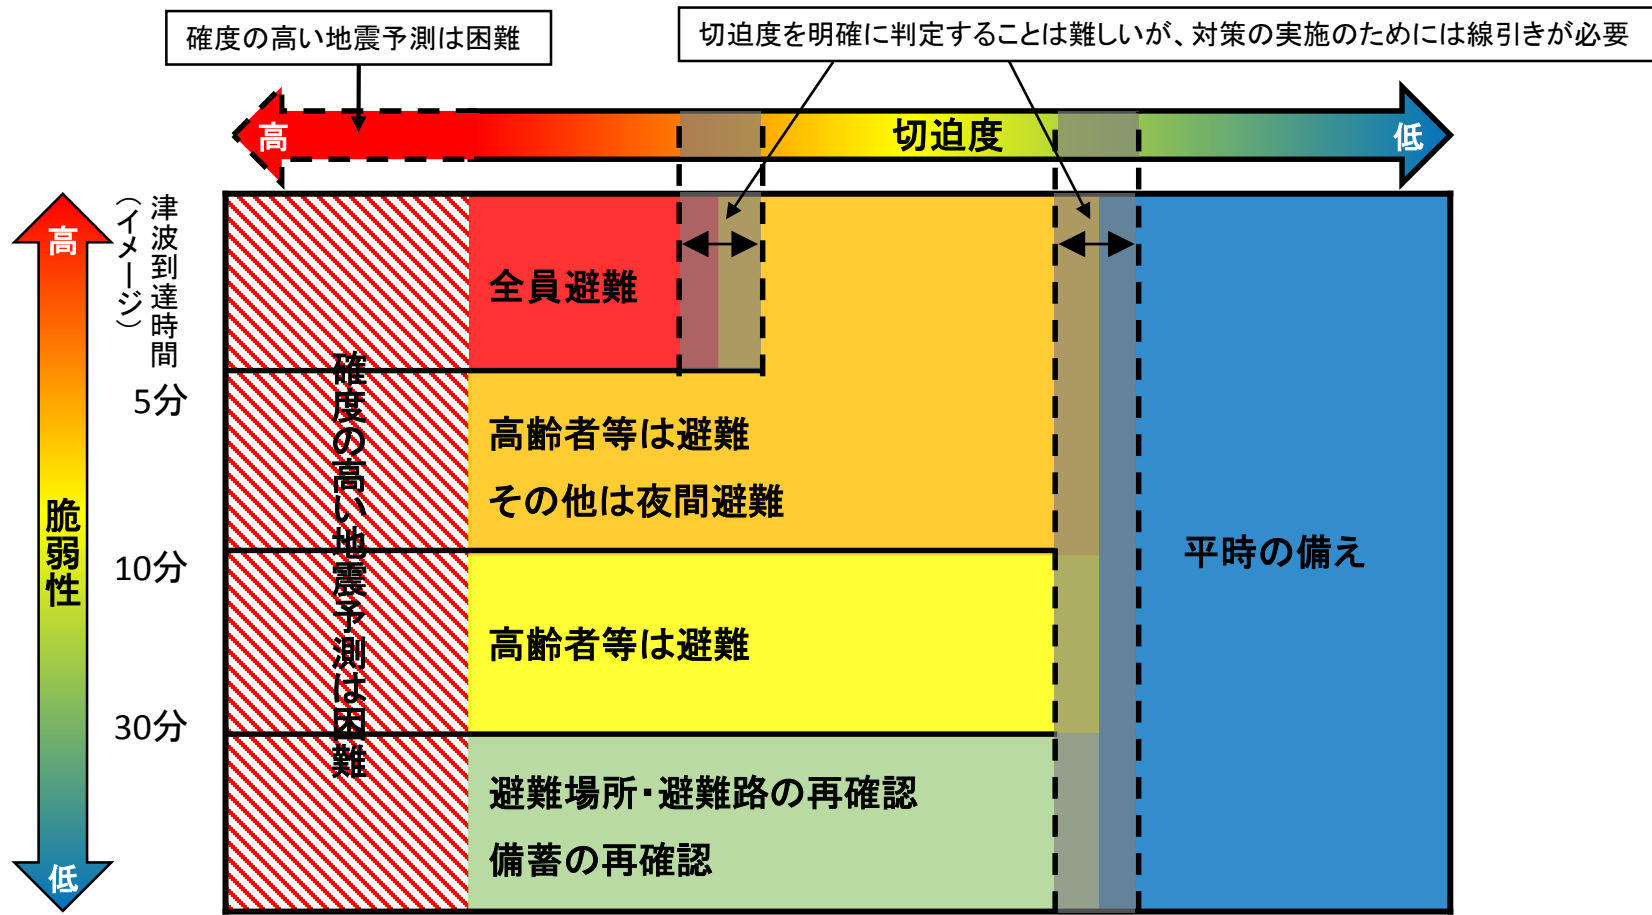 確度の高い地震予測は困難
切迫度を明確に判定することは難しいが、対策の実施のためには線引きが必要
高
切迫度
低
高
脆弱性
低
津波到達時間
（イメージ）
5分
10分
30分
確度の高い地震予測は困難
全員避難
高齢者等は避難
その他は夜間避難
高齢者等は避難
避難場所・避難路の再確認
備蓄の再確認
平時の備え